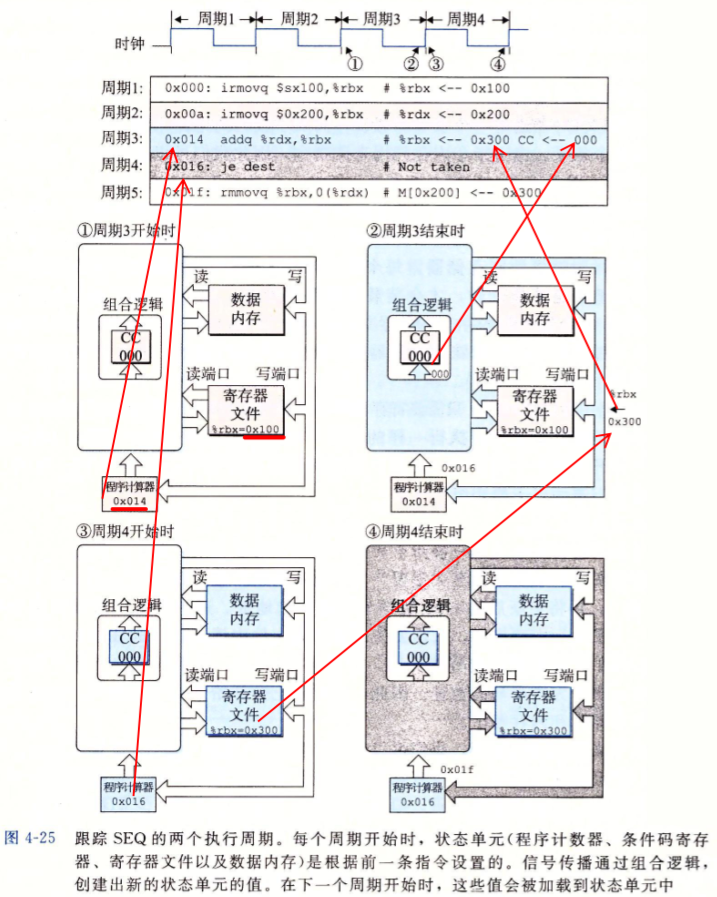 周期1 周期2 周期3 周期4
时钟
① ② ③ ④
周期1: 0x000: irmovq $sx100,%rbx # %rbx <-- 0x100
周期2: 0x00a: irmovq $0x200,%rbx # %rdx <-- 0x200
周期3: 0x014 addq %rdx,%rbx # %rbx <-- 0x300 CC <-- 000
周期4: 0x016: je dest # Not taken
周期5: 0x01f: rmmovq %rbx,0(%rdx) # M[0x200] <-- 0x300
①周期3开始时
读 写
组合逻辑
数据
内存
CC
000
读端口 写端口
寄存器
文件
%rbx=0x100
程序计算器
0x014
②周期3结束时
读 写
组合逻辑
数据
内存
CC
000
000
读端口 写端口
寄存器
文件
%rbx=0x100
%rbx
0x300
0x016
程序计算器
0x014
③周期4开始时
读 写
组合逻辑
数据
内存
CC
000
读端口 写端口
寄存器
文件
%rbx=0x300
程序计算器
0x016
④周期4结束时
读 写
组合逻辑
数据
内存
CC
000
读端口 写端口
寄存器
文件
%rbx=0x300
0x01f
程序计算器
0x016
图 4-25 跟踪 SEQ 的两个执行周期。每个周期开始时，状态单元(程序计数器、条件码寄存
器、寄存器文件以及数据内存)是根据前一条指令设置的。信号传播通过组合逻辑，
创建出新的状态单元的值。在下一个周期开始时，这些值会被加载到状态单元中